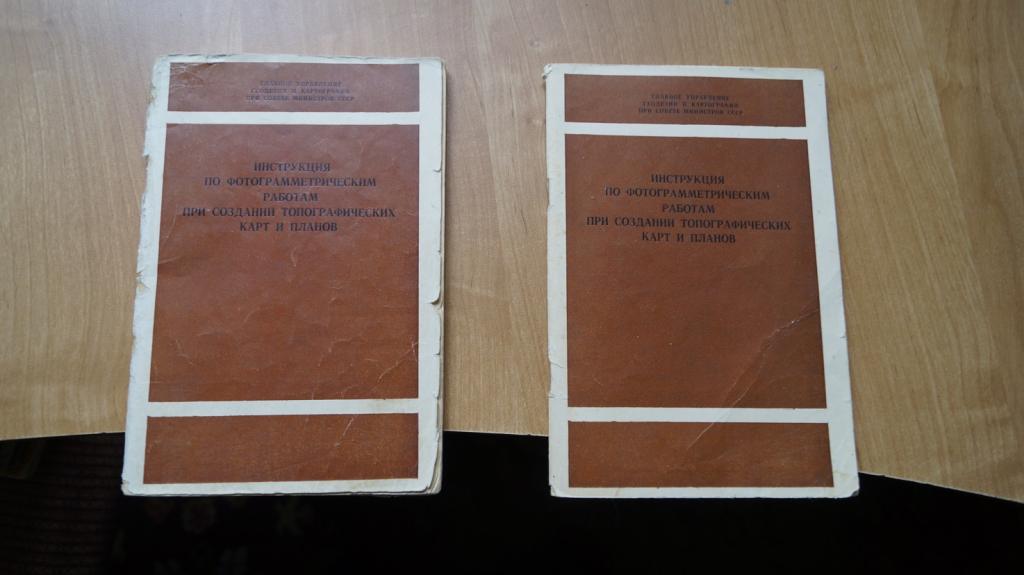 ГЛАВНОЕ УПРАВЛЕНИЕ
ГЕОДЕЗИИ И КАРТОГРАФИИ
ПРИ СОВЕТЕ МИНИСТРОВ СССР
ИНСТРУКЦИЯ
ПО ФОТОГРАММЕТРИЧЕСКИМ
РАБОТАМ
ПРИ СОЗДАНИИ ТОПОГРАФИЧЕСКИХ
КАРТ И ПЛАНОВ
ГЛАВНОЕ УПРАВЛЕНИЕ
ГЕОДЕЗИИ И КАРТОГРАФИИ
ПРИ СОВЕТЕ МИНИСТРОВ СССР
ИНСТРУКЦИЯ
ПО ФОТОГРАММЕТРИЧЕСКИМ
РАБОТАМ
ПРИ СОЗДАНИИ ТОПОГРАФИЧЕСКИХ
КАРТ И ПЛАНОВ